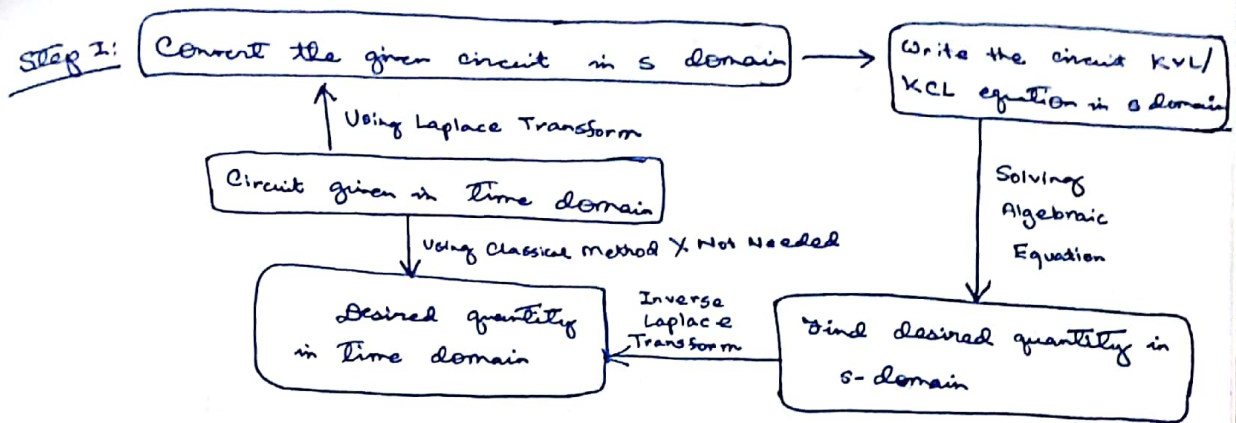 Step I: Convert the given circuit in s domain
Write the circuit KVL/
KCL equation in s domain
Using Laplace Transform
Circuit given in Time domain
Solving
Algebraic
Equation
Using Classical Method X Not Needed
Desired quantity
in Time domain
Inverse
Laplace
Transform
Find desired quantity in
s-domain